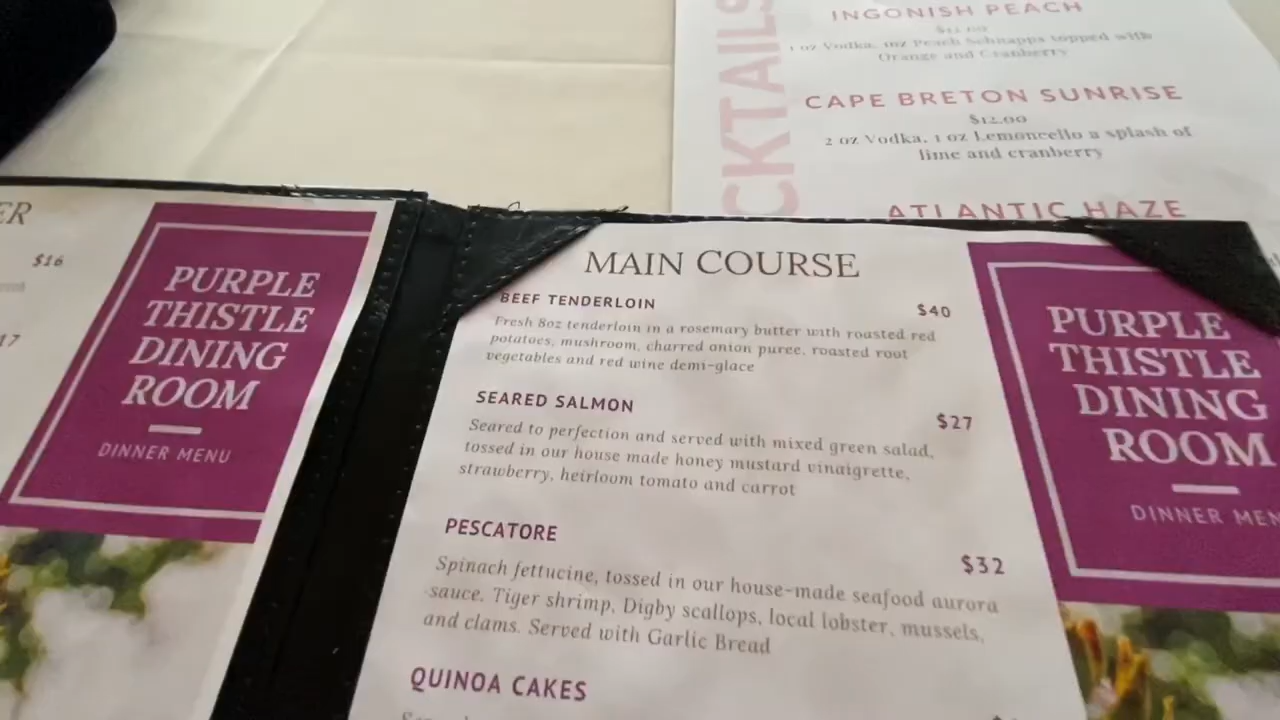 INGONISH PEACH
$12.00
1 oz Vodka, 1oz Peach Schnapps topped with
Orange and Cranberry
CAPE BRETON SUNRISE
$12.00
2 oz Vodka, 1 oz Lemoncello a splash of
lime and cranberry
ATLANTIC HAZE
CKTAILS
ER
$16
17
PURPLE
THISTLE
DINING
ROOM
DINNER MENU
MAIN COURSE
BEEF TENDERLOIN
$40
Fresh 8oz tenderloin in a rosemary butter with roasted red
potatoes, mushroom, charred onion puree, roasted root
vegetables and red wine demi-glace
SEARED SALMON
$27
Seared to perfection and served with mixed green salad,
tossed in our house made honey mustard vinaigrette,
strawberry, heirloom tomato and carrot
PESCATORE
$32
Spinach fettucine, tossed in our house-made seafood aurora
sauce. Tiger shrimp, Digby scallops, local lobster, mussels,
and clams. Served with Garlic Bread
QUINOA CAKES
PURPLE
THISTLE
DINING
ROOM
DINNER MEN